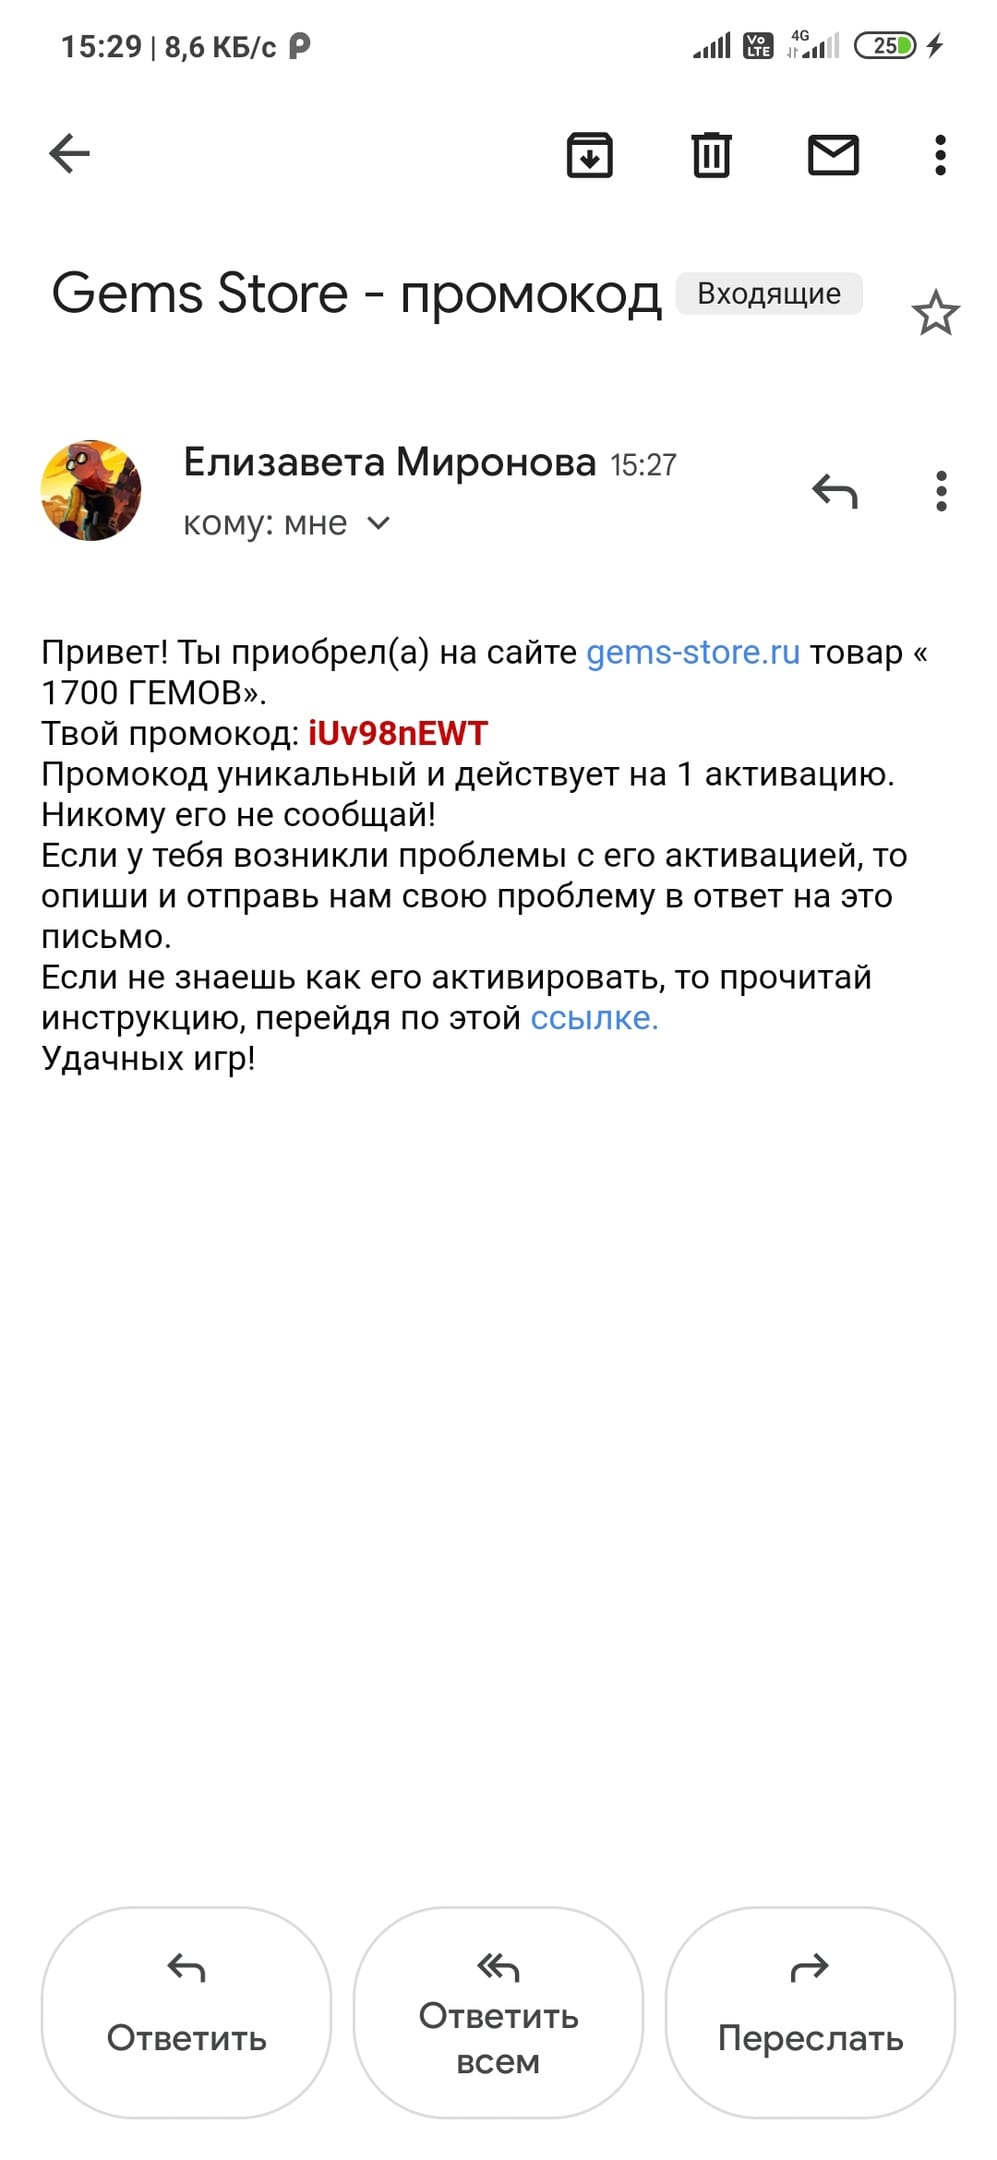 15:29 | 8,6 КБ/с
Vo LTE
4G
25
Gems Store - промокод
Входящие
Елизавета Миронова 15:27
кому: мне
Привет! Ты приобрел(а) на сайте gems-store.ru товар «
1700 ГЕМОВ».
Твой промокод: iUv98nEWT
Промокод уникальный и действует на 1 активацию.
Никому его не сообщай!
Если у тебя возникли проблемы с его активацией, то
опиши и отправь нам свою проблему в ответ на это
письмо.
Если не знаешь как его активировать, то прочитай
инструкцию, перейдя по этой ссылке.
Удачных игр!
Ответить
Ответить
всем
Переслать